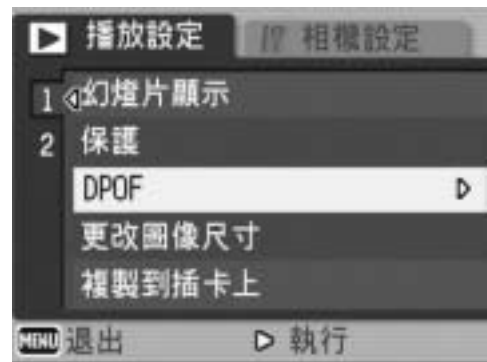 播放設定 相機設定
1 幻燈片顯示
2 保護
DPOF
更改圖像尺寸
複製到插卡上
MENU 退出 執行